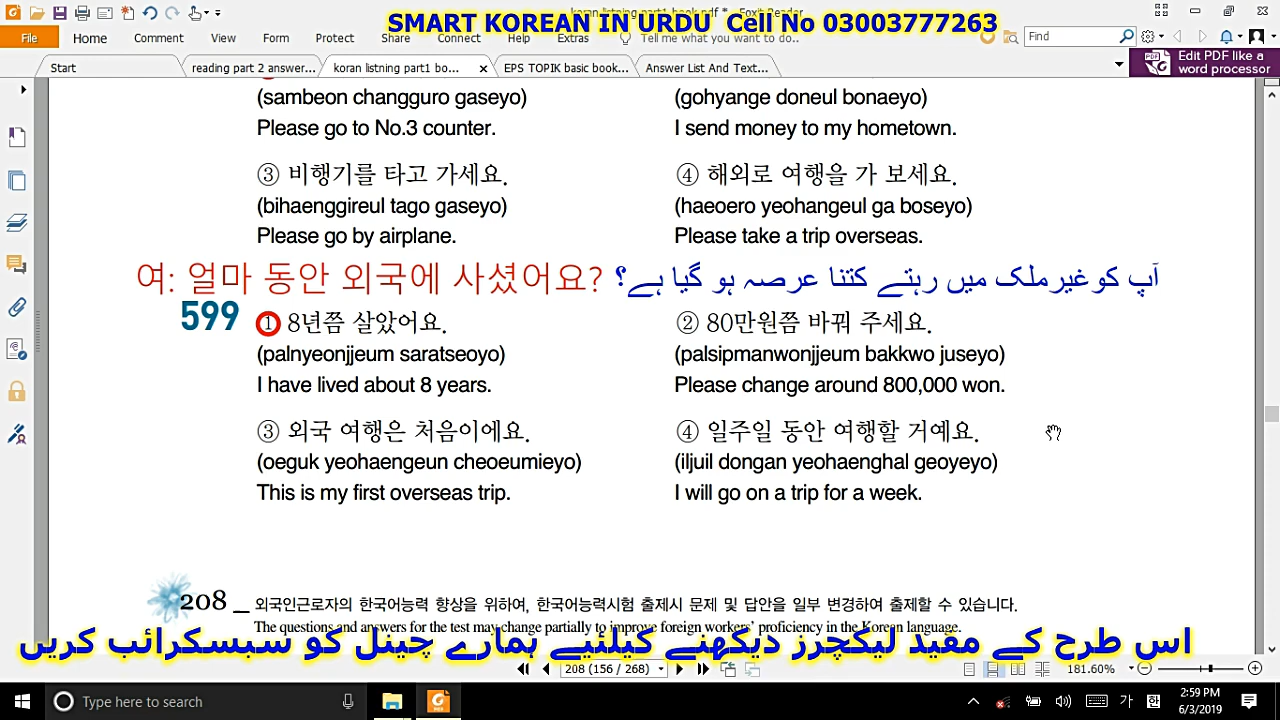 koran listning part1 book.pdf * - Foxit Reader
SMART KOREAN IN URDU Cell No 03003777263
File Home Comment View Form Protect Share Connect Help Extras Tell me what you want to do.. Find
Edit PDF like a
word processor
Start reading part 2 answer... koran listning part1 bo... EPS TOPIK basic book... Answer List And Text...
(sambeon changguro gaseyo) (gohyange doneul bonaeyo)
Please go to No.3 counter. I send money to my hometown.
③ 비행기를 타고 가세요. ④ 해외로 여행을 가 보세요.
(bihaenggireul tago gaseyo) (haeoero yeohangeul ga boseyo)
Please go by airplane. Please take a trip overseas.
여: 얼마 동안 외국에 사셨어요? آپ کوغیرملک میں رہتے کتنا عرصہ ہو گیا ہے؟
599 ① 8년쯤 살았어요. ② 80만원쯤 바꿔 주세요.
(palnyeonjjeum saratseoyo) (palsipmanwonjjeum bakkwo juseyo)
I have lived about 8 years. Please change around 800,000 won.
③ 외국 여행은 처음이에요. ④ 일주일 동안 여행할 거예요.
(oeguk yeohaengeun cheoeumieyo) (iljuil dongan yeohaenghal geoyeyo)
This is my first overseas trip. I will go on a trip for a week.
208 _ 외국인근로자의 한국어능력 향상을 위하여, 한국어능력시험 출제시 문제 및 답안을 일부 변경하여 출제할 수 있습니다.
The questions and answers for the test may change partially to improve foreign workers' proficiency in the Korean language.
اس طرح کے مفید لیکچرز دیکھنے کیلئیے ہمارے چینل کو سبسکرائب کریں
208 (156 / 268) 181.60%
Type here to search 가 한 2:59 PM
6/3/2019